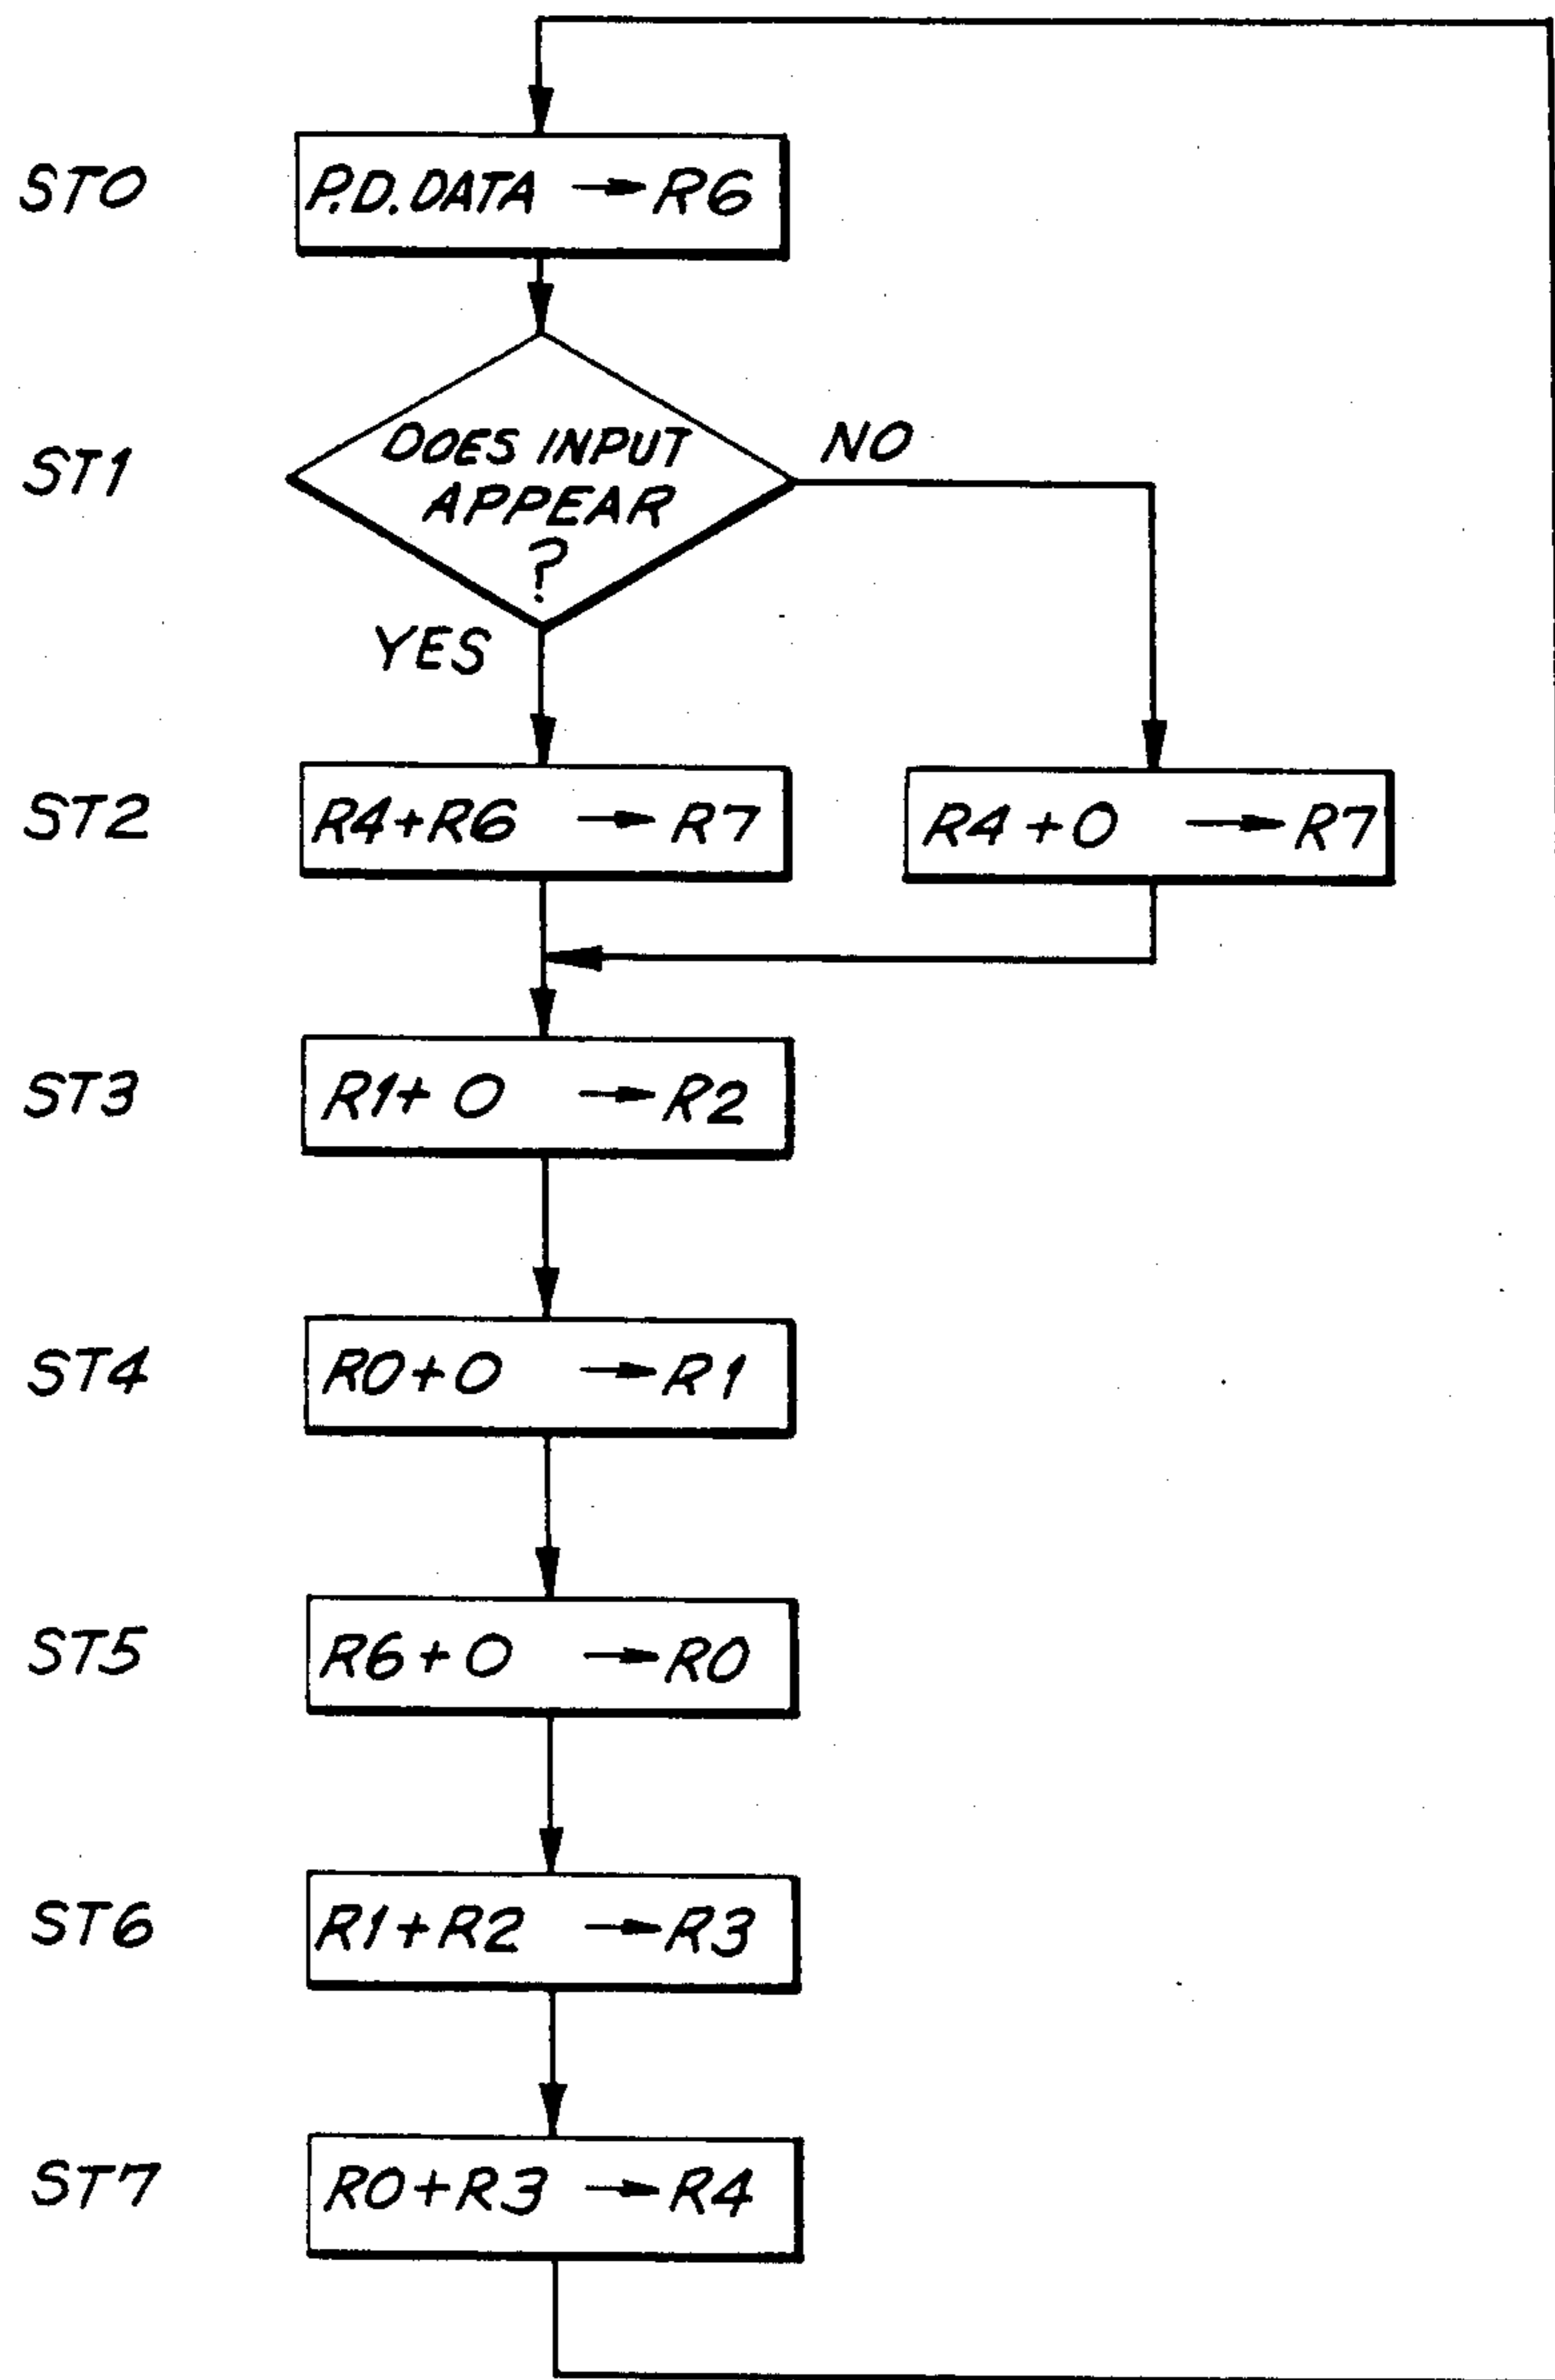 ST0
P.D.DATA → R6
ST1
DOES INPUT
APPEAR
?
NO
YES
ST2
R4+R6 → R7
R4+0 → R7
ST3
R1+0 → R2
ST4
R0+0 → R1
ST5
R6+0 → R0
ST6
R1+R2 → R3
ST7
R0+R3 → R4